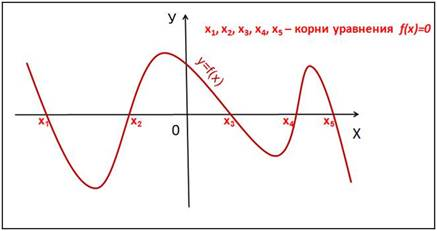 У
x₁, x₂, x₃, x₄, x₅ – корни уравнения f(x)=0
y=f(x)
x₁
x₂
0
x₃
x₄
x₅
X